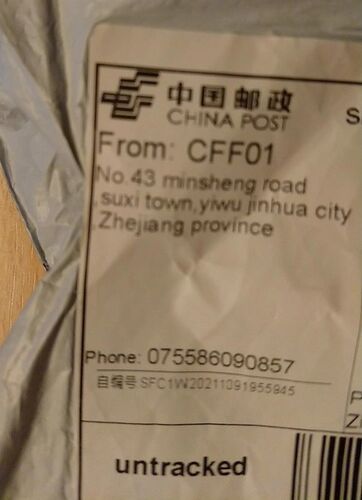 中国邮政
CHINA POST
From: CFF01
No.43 minsheng road
,suxi town,yiwu jinhua city
,Zhejiang province
Phone: 075586090857
自编号 SFC1W20211091955945
untracked